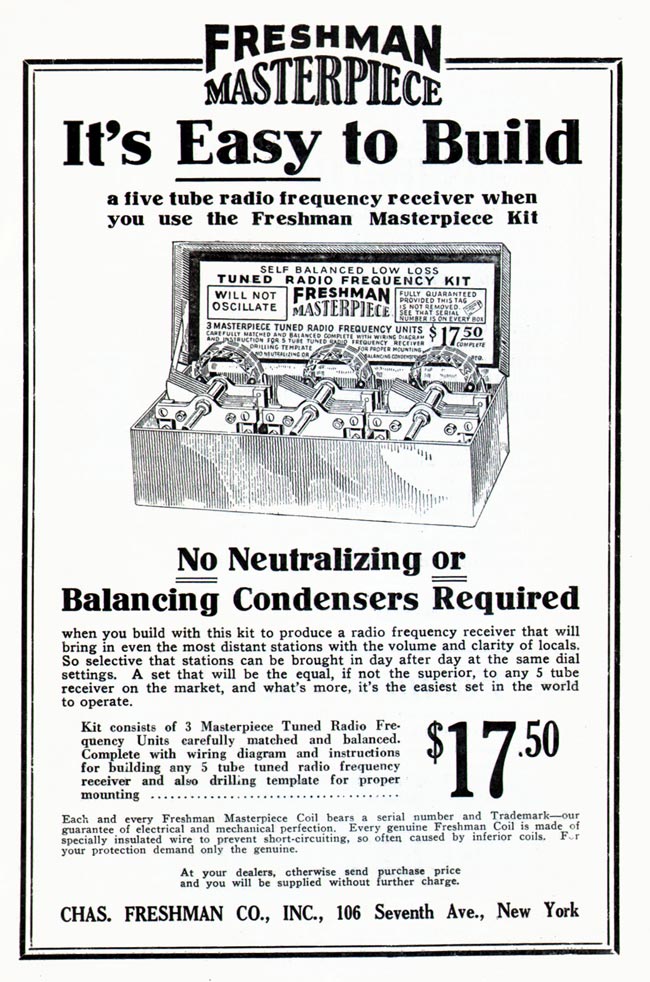 FRESHMAN
MASTERPIECE
It's Easy to Build
a five tube radio frequency receiver when
you use the Freshman Masterpiece Kit
SELF BALANCED LOW LOSS
TUNED RADIO FREQUENCY KIT
WILL NOT
OSCILLATE
FRESHMAN
MASTERPIECE
FULLY GUARANTEED
PROVIDED THIS TAG
IS NOT REMOVED.
SEE THAT SERIAL
NUMBER IS ON EVERY BOX
3 MASTERPIECE TUNED RADIO FREQUENCY UNITS
CAREFULLY MATCHED AND BALANCED COMPLETE WITH WIRING DIAGRAM
AND INSTRUCTION FOR 5 TUBE TUNED RADIO FREQUENCY RECEIVER
DRILLING TEMPLATE FOR PROPER MOUNTING
NO NEUTRALIZING OR BALANCING CONDENSERS REQ.
$17.50
COMPLETE
No Neutralizing or
Balancing Condensers Required
when you build with this kit to produce a radio frequency receiver that will
bring in even the most distant stations with the volume and clarity of locals.
So selective that stations can be brought in day after day at the same dial
settings. A set that will be the equal, if not the superior, to any 5 tube
receiver on the market, and what's more, it's the easiest set in the world
to operate.
Kit consists of 3 Masterpiece Tuned Radio Fre-
quency Units carefully matched and balanced.
Complete with wiring diagram and instructions
for building any 5 tube tuned radio frequency
receiver and also drilling template for proper
mounting ....................................
$17.50
Each and every Freshman Masterpiece Coil bears a serial number and Trademark—our
guarantee of electrical and mechanical perfection. Every genuine Freshman Coil is made of
specially insulated wire to prevent short-circuiting, so often caused by inferior coils. For
your protection demand only the genuine.
At your dealers, otherwise send purchase price
and you will be supplied without further charge.
CHAS. FRESHMAN CO., INC., 106 Seventh Ave., New York